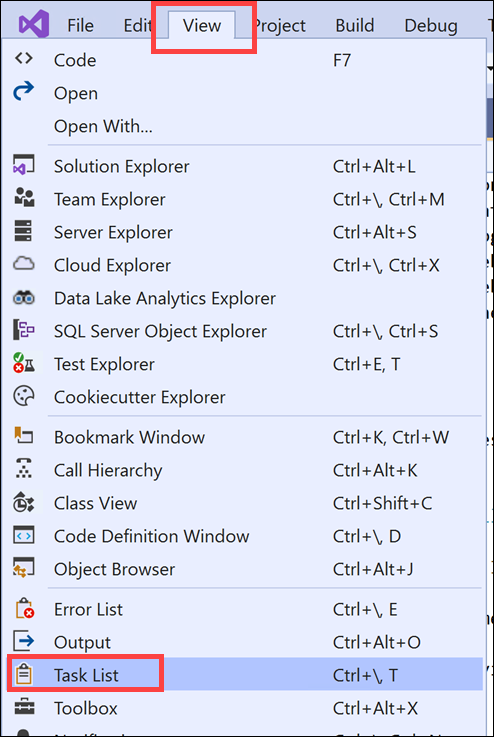 File Edit View Project Build Debug
Code F7
Open
Open With...
Solution Explorer Ctrl+Alt+L
Team Explorer Ctrl+\, Ctrl+M
Server Explorer Ctrl+Alt+S
Cloud Explorer Ctrl+\, Ctrl+X
Data Lake Analytics Explorer
SQL Server Object Explorer Ctrl+\, Ctrl+S
Test Explorer Ctrl+E, T
Cookiecutter Explorer
Bookmark Window Ctrl+K, Ctrl+W
Call Hierarchy Ctrl+Alt+K
Class View Ctrl+Shift+C
Code Definition Window Ctrl+\, D
Object Browser Ctrl+Alt+J
Error List Ctrl+\, E
Output Ctrl+Alt+O
Task List Ctrl+\, T
Toolbox Ctrl+Alt+X